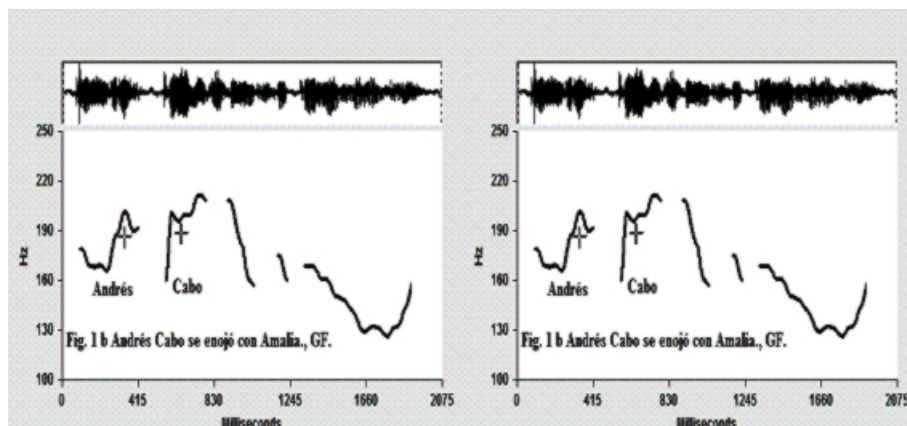 250
220
190
160
130
100
Hz
Andrés
Cabo
Fig. 1 b Andrés Cabo se enojó con Amalia., GF.
0 415 830 1245 1660 2075
Milliseconds
250
220
190
160
130
100
Hz
Andrés
Cabo
Fig. 1 b Andrés Cabo se enojó con Amalia., GF.
0 415 830 1245 1660 2075
Milliseconds